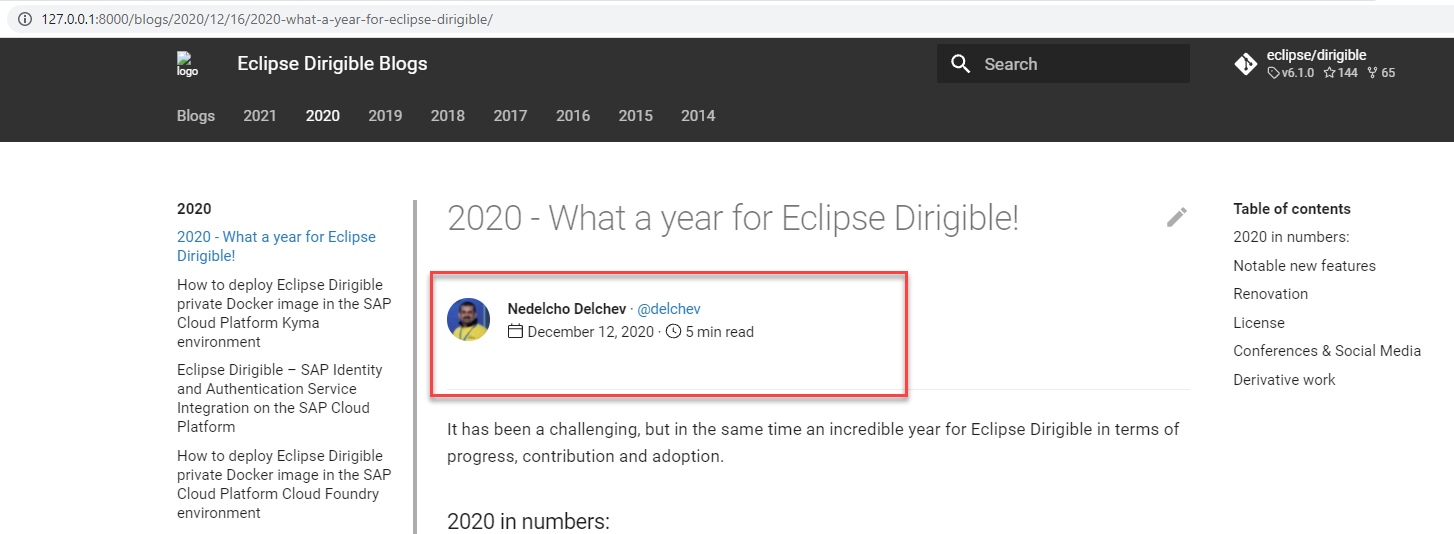 127.0.0.1:8000/blogs/2020/12/16/2020-what-a-year-for-eclipse-dirigible/
logo
Eclipse Dirigible Blogs
Search
eclipse/dirigible
v6.1.0 144 65
Blogs 2021 2020 2019 2018 2017 2016 2015 2014
2020
2020 - What a year for Eclipse
Dirigible!
How to deploy Eclipse Dirigible
private Docker image in the SAP
Cloud Platform Kyma
environment
Eclipse Dirigible – SAP Identity
and Authentication Service
Integration on the SAP Cloud
Platform
How to deploy Eclipse Dirigible
private Docker image in the SAP
Cloud Platform Cloud Foundry
environment
2020 - What a year for Eclipse Dirigible!
Nedelcho Delchev · @delchev
December 12, 2020 · 5 min read
It has been a challenging, but in the same time an incredible year for Eclipse Dirigible in terms of
progress, contribution and adoption.
2020 in numbers:
Table of contents
2020 in numbers:
Notable new features
Renovation
License
Conferences & Social Media
Derivative work